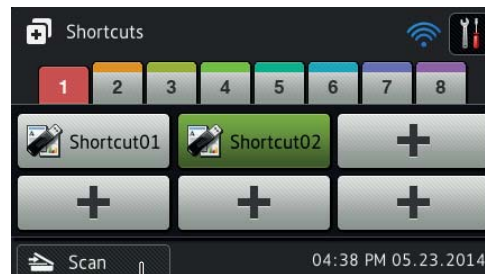 Shortcuts
1 2 3 4 5 6 7 8
Shortcut01 Shortcut02 +
+ + +
Scan 04:38 PM 05.23.2014